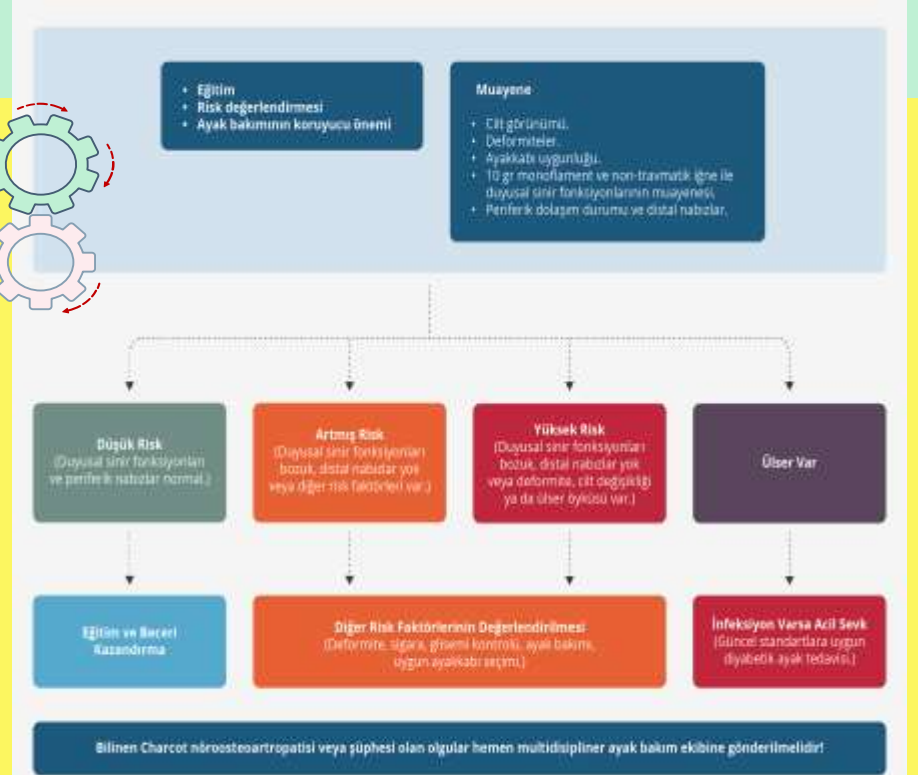 • Eğitim
• Risk değerlendirmesi
• Ayak bakımının koruyucu önemi
Muayene
• Cilt görünümü.
• Deformiteler.
• Ayakkabı uygunluğu.
• 10 gr monoflament ve non-travmatik iğne ile
duyusal sinir fonksiyonlarının muayenesi.
• Periferik dolaşım durumu ve distal nabızlar.
Düşük Risk
(Duyusal sinir fonksiyonları
ve periferik nabızlar normal.)
Artmış Risk
(Duyusal sinir fonksiyonları
bozuk, distal nabızlar yok
veya diğer risk faktörleri var.)
Yüksek Risk
(Duyusal sinir fonksiyonları
bozuk, distal nabızlar yok
veya deformite, cilt değişikliği
ya da ülser öyküsü var.)
Ülser Var
Eğitim ve Beceri
Kazandırma
Diğer Risk Faktörlerinin Değerlendirilmesi
(Deformite, sigara, glisemi kontrolü, ayak bakımı,
uygun ayakkabı seçimi.)
İnfeksiyon Varsa Acil Sevk
(Güncel standartlara uygun
diyabetik ayak tedavisi.)
Bilinen Charcot nöroosteoartropatisi veya şüphesi olan olgular hemen multidisipliner ayak bakım ekibine gönderilmelidir!